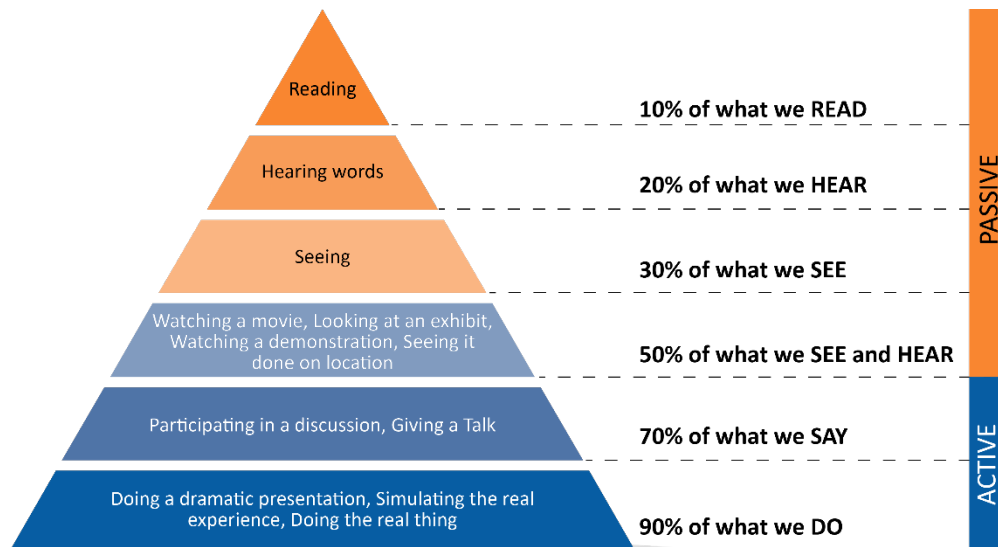 Reading
10% of what we READ
Hearing words
20% of what we HEAR
Seeing
30% of what we SEE
Watching a movie, Looking at an exhibit,
Watching a demonstration, Seeing it
done on location
50% of what we SEE and HEAR
PASSIVE
Participating in a discussion, Giving a Talk
70% of what we SAY
Doing a dramatic presentation, Simulating the real
experience, Doing the real thing
90% of what we DO
ACTIVE